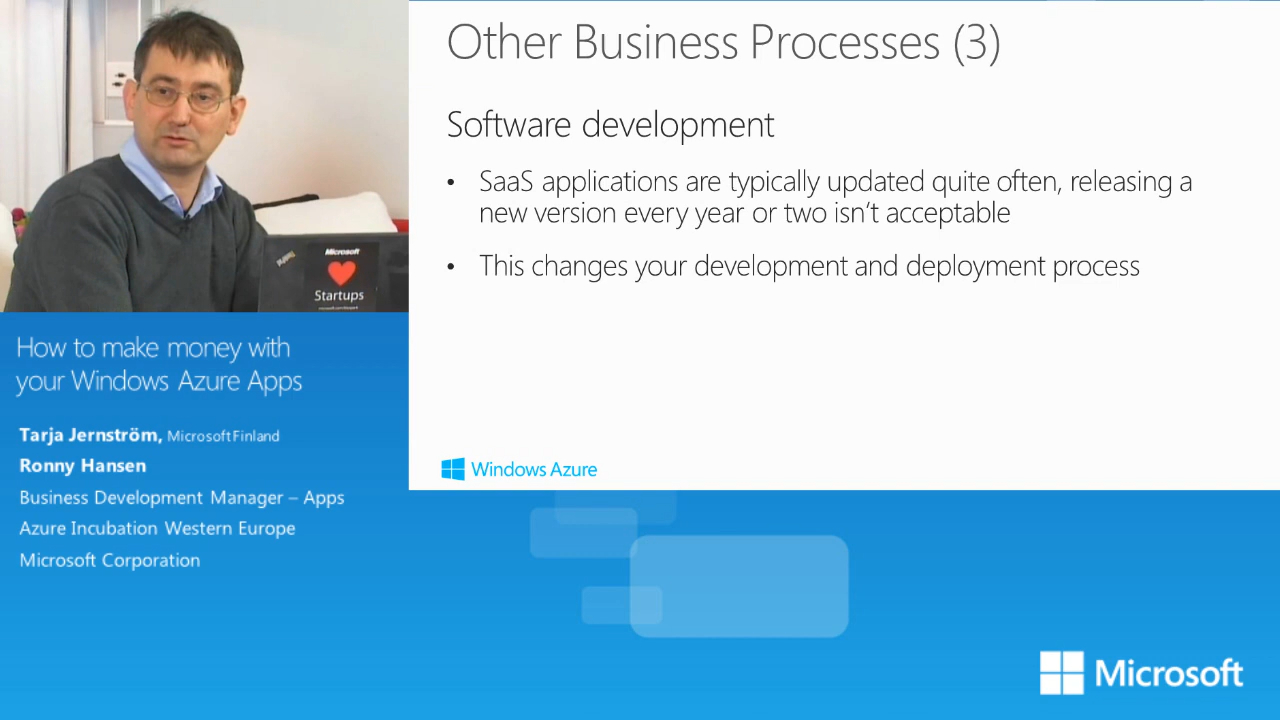 Other Business Processes (3)
Software development
• SaaS applications are typically updated quite often, releasing a
new version every year or two isn't acceptable
• This changes your development and deployment process
Windows Azure
Microsoft
Startups
How to make money with
your Windows Azure Apps
Tarja Jernström, Microsoft Finland
Ronny Hansen
Business Development Manager – Apps
Azure Incubation Western Europe
Microsoft Corporation
Microsoft